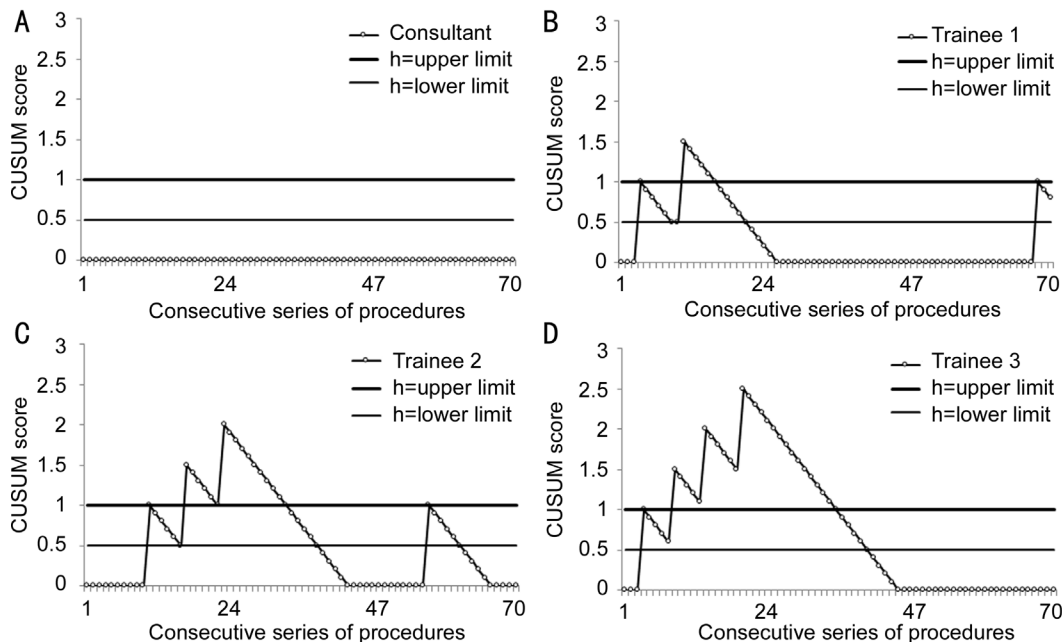 A
3
2.5
2
1.5
1
0.5
0
CUSUM score
Consultant
h=upper limit
h=lower limit
1
24
47
70
Consecutive series of procedures
B
3
2.5
2
1.5
1
0.5
0
CUSUM score
Trainee 1
h=upper limit
h=lower limit
1
24
47
70
Consecutive series of procedures
C
3
2.5
2
1.5
1
0.5
0
CUSUM score
Trainee 2
h=upper limit
h=lower limit
1
24
47
70
Consecutive series of procedures
D
3
2.5
2
1.5
1
0.5
0
CUSUM score
Trainee 3
h=upper limit
h=lower limit
1
24
47
70
Consecutive series of procedures